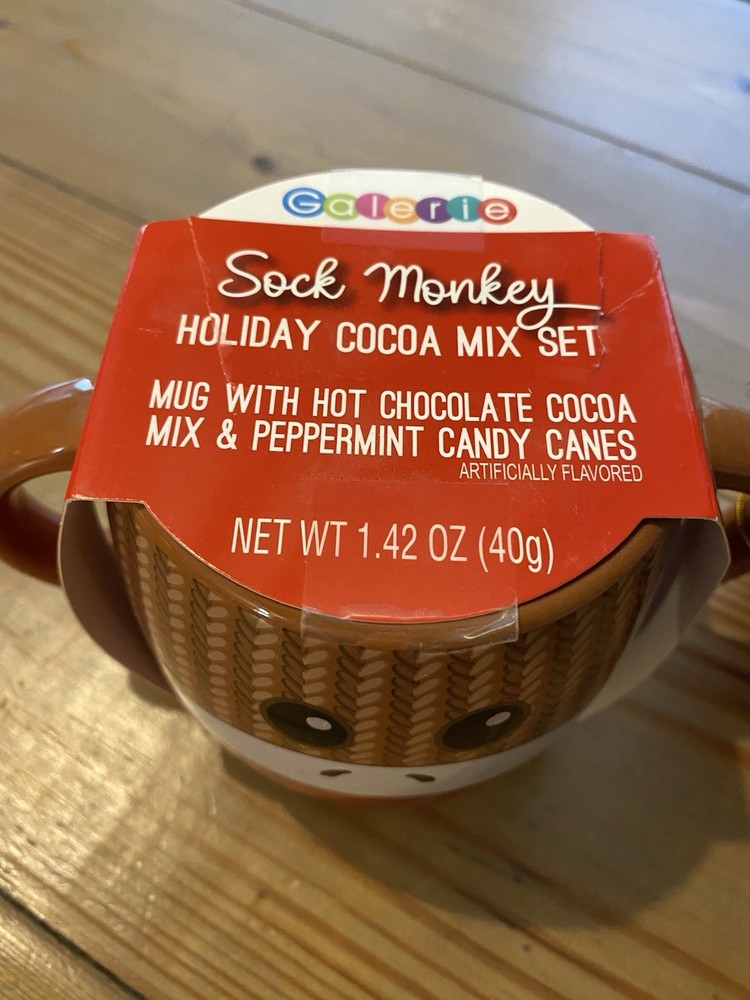 Galerie
Sock Monkey
HOLIDAY COCOA MIX SET
MUG WITH HOT CHOCOLATE COCOA
MIX & PEPPERMINT CANDY CANES
ARTIFICIALLY FLAVORED
NET WT 1.42 OZ (40g)